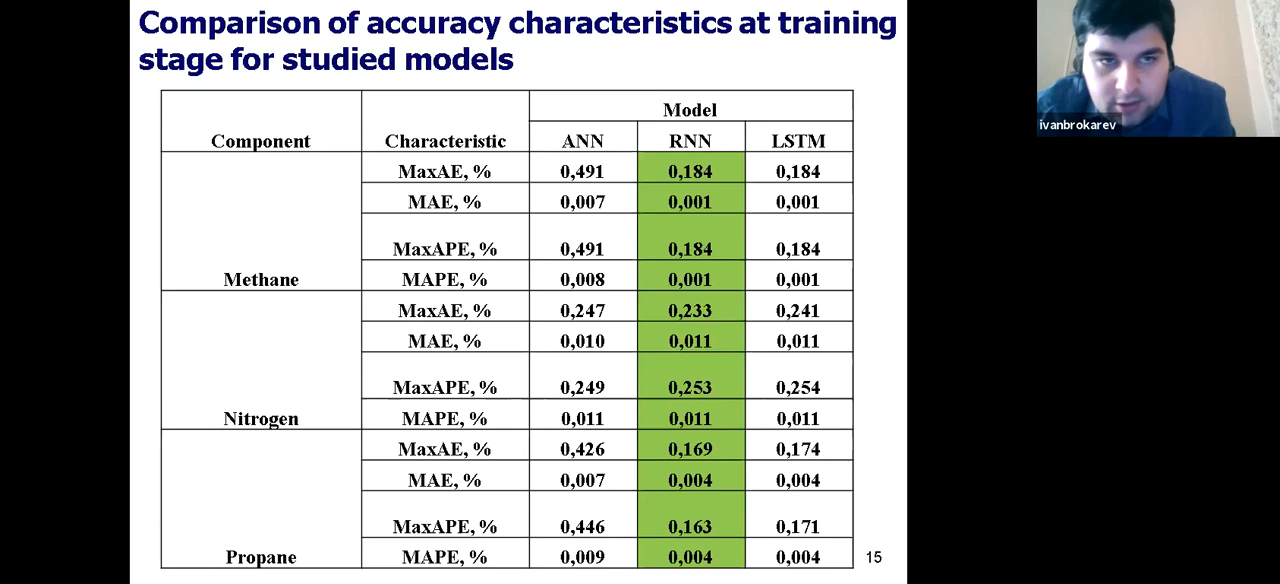 Comparison of accuracy characteristics at training
stage for studied models
ivanbrokarev
Component Characteristic Model
ANN RNN LSTM
Methane
MaxAE, % 0,491 0,184 0,184
MAE, % 0,007 0,001 0,001
MaxAPE, % 0,491 0,184 0,184
MAPE, % 0,008 0,001 0,001
Nitrogen
MaxAE, % 0,247 0,233 0,241
MAE, % 0,010 0,011 0,011
MaxAPE, % 0,249 0,253 0,254
MAPE, % 0,011 0,011 0,011
Propane
MaxAE, % 0,426 0,169 0,174
MAE, % 0,007 0,004 0,004
MaxAPE, % 0,446 0,163 0,171
MAPE, % 0,009 0,004 0,004
15